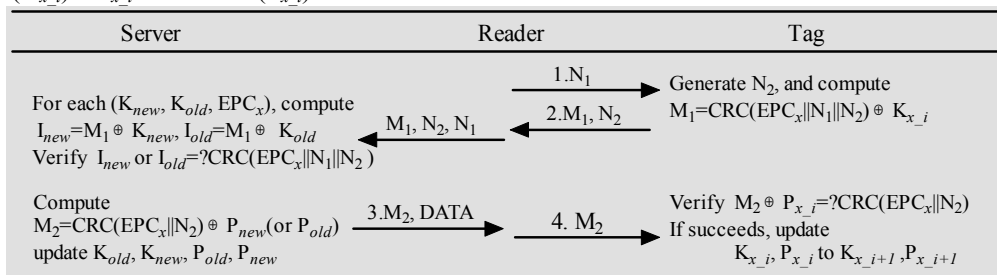 Server Reader Tag
1.N1
Generate N2, and compute
For each (Knew, Kold, EPCx), compute
M1=CRC(EPCx||N1||N2) ⊕ Kx_i
2.M1, N2
M1, N2, N1
Inew=M1 ⊕ Knew, Iold=M1 ⊕ Kold
Verify Inew or Iold=?CRC(EPCx||N1||N2 )
Compute
M2=CRC(EPCx||N2) ⊕ Pnew(or Pold)
update Kold, Knew, Pold, Pnew
3.M2, DATA
4. M2
Verify M2 ⊕ Px_i=?CRC(EPCx||N2)
If succeeds, update
Kx_i, Px_i to Kx_i+1 ,Px_i+1